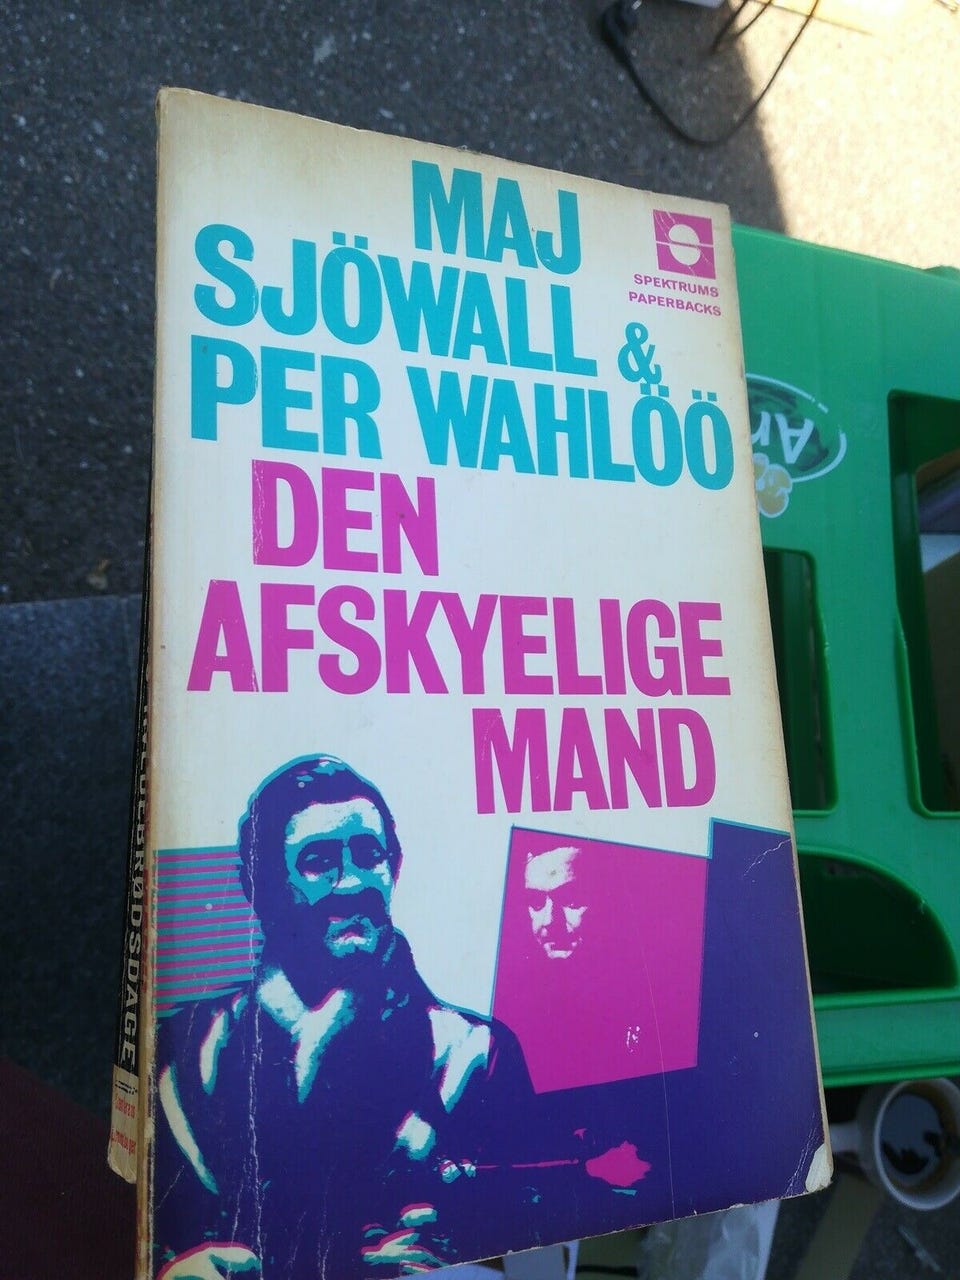 MAJ
SJÖWALL &
PER WAHLÖÖ
SPEKTRUMS
PAPERBACKS
DEN
AFSKYELIGE
MAND